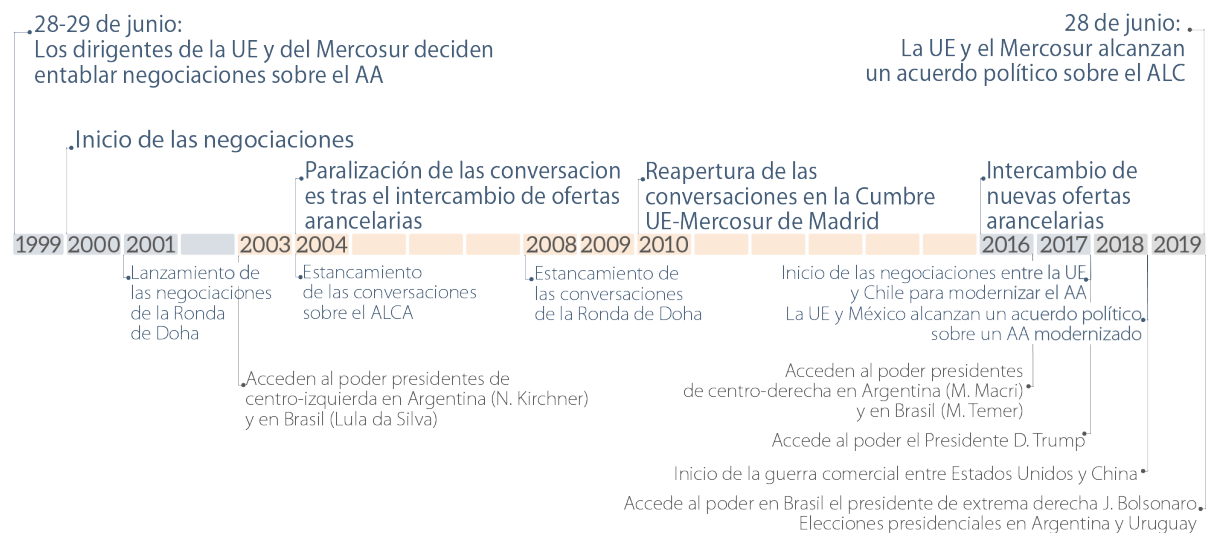 28-29 de junio:
Los dirigentes de la UE y del Mercosur deciden
entablar negociaciones sobre el AA
28 de junio:
La UE y el Mercosur alcanzan
un acuerdo político sobre el ALC
Inicio de las negociaciones
Paralización de las conversacion
es tras el intercambio de ofertas
arancelarias
Reapertura de las
conversaciones en la Cumbre
UE-Mercosur de Madrid
Intercambio de
nuevas ofertas
arancelarias
1999 2000 2001 2003 2004 2008 2009 2010 2016 2017 2018 2019
Lanzamiento de
las negociaciones
de la Ronda
de Doha
Estancamiento
de las conversaciones
sobre el ALCA
Estancamiento de
las conversaciones
de la Ronda de Doha
Inicio de las negociaciones entre la UE
y Chile para modernizar el AA
La UE y México alcanzan un acuerdo político
sobre un AA modernizado
Acceden al poder presidentes de
centro-izquierda en Argentina (N. Kirchner)
y en Brasil (Lula da Silva)
Acceden al poder presidentes
de centro-derecha en Argentina (M. Macri)
y en Brasil (M. Temer)
Accede al poder el Presidente D. Trump
Inicio de la guerra comercial entre Estados Unidos y China
Accede al poder en Brasil el presidente de extrema derecha J. Bolsonaro
Elecciones presidenciales en Argentina y Uruguay